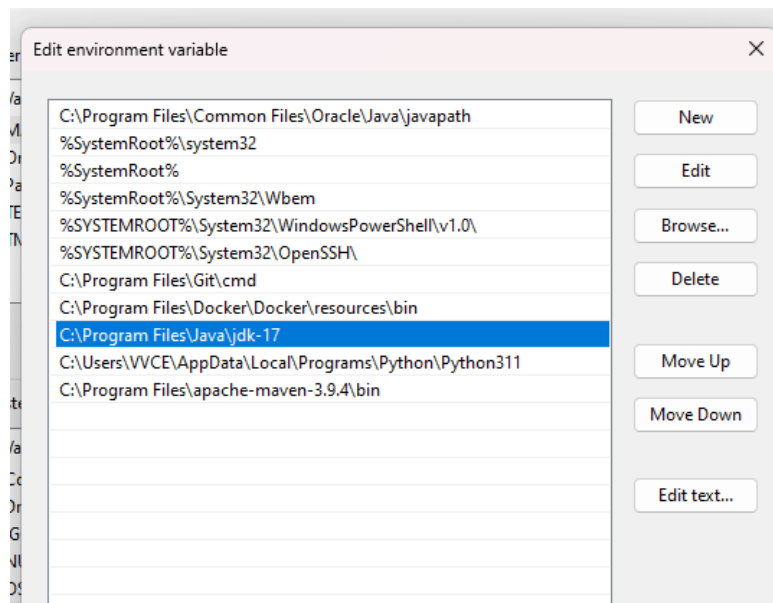 Edit environment variable
C:\Program Files\Common Files\Oracle\Java\javapath
%SystemRoot%\system32
%SystemRoot%
%SystemRoot%\System32\Wbem
%SYSTEMROOT%\System32\WindowsPowerShell\v1.0\
%SYSTEMROOT%\System32\OpenSSH\
C:\Program Files\Git\cmd
C:\Program Files\Docker\Docker\resources\bin
C:\Program Files\Java\jdk-17
C:\Users\VVCE\AppData\Local\Programs\Python\Python311
C:\Program Files\apache-maven-3.9.4\bin
New
Edit
Browse...
Delete
Move Up
Move Down
Edit text...